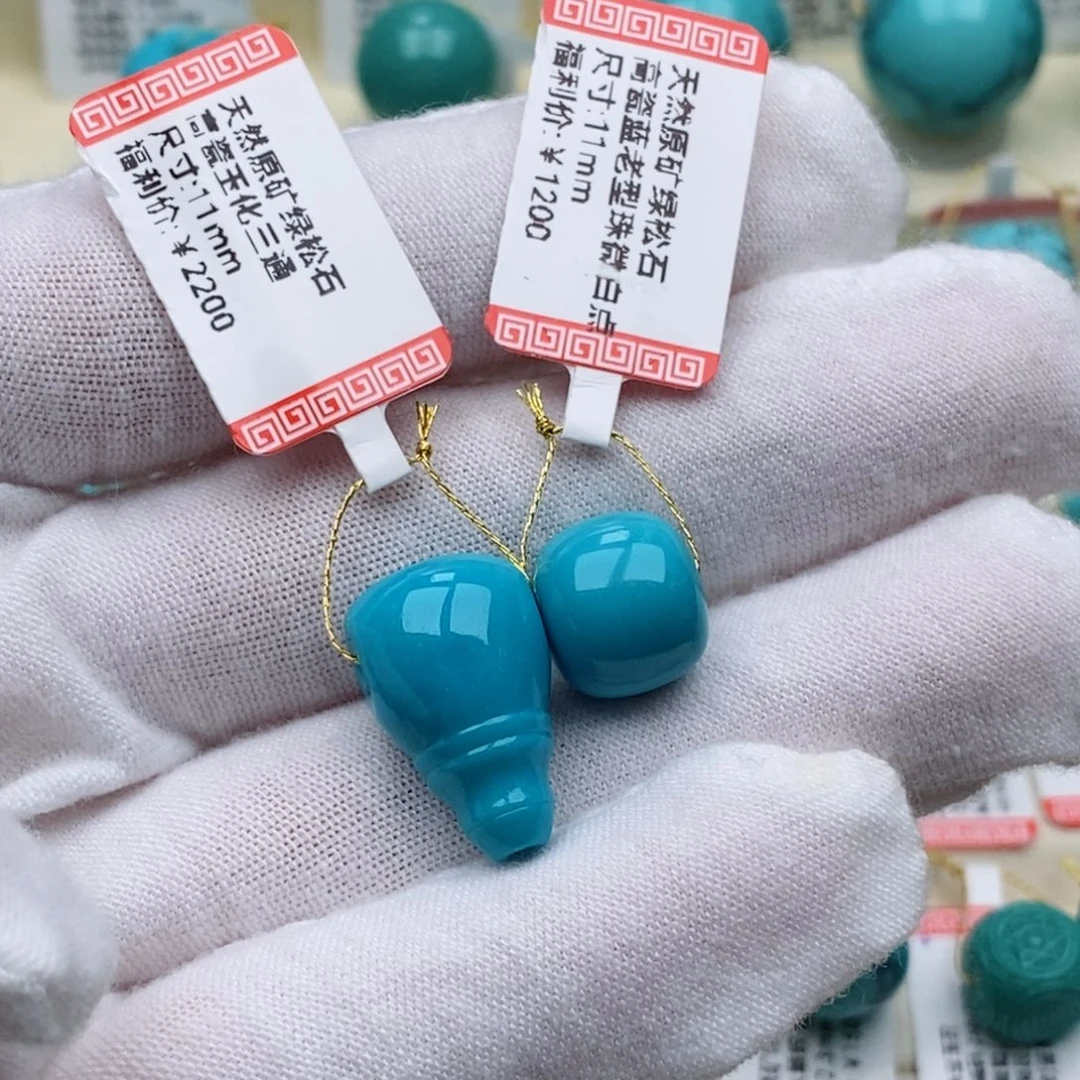 天然原矿绿松石
高瓷玉化三通
尺寸:11mm
福利价:￥2200
天然原矿绿松石
高瓷蓝老型珠微白点
尺寸:11mm
福利价:￥1200